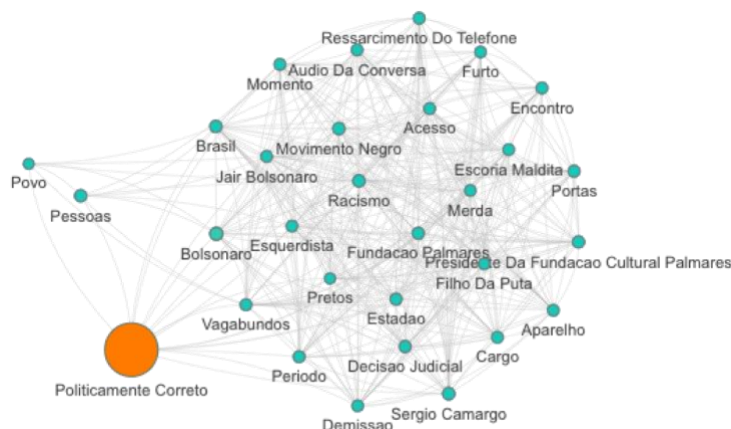 Ressarcimento Do Telefone
Audio Da Conversa
Furto
Momento
Encontro
Acesso
Brasil
Movimento Negro
Escoria Maldita
Jair Bolsonaro
Portas
Povo
Racismo
Merda
Pessoas
Bolsonaro
Esquerdista
Fundacao Palmares
Presidente Da Fundacao Cultural Palmares
Filho Da Puta
Pretos
Estadao
Vagabundos
Aparelho
Cargo
Decisao Judicial
Periodo
Politicamente Correto
Sergio Camargo
Demissao